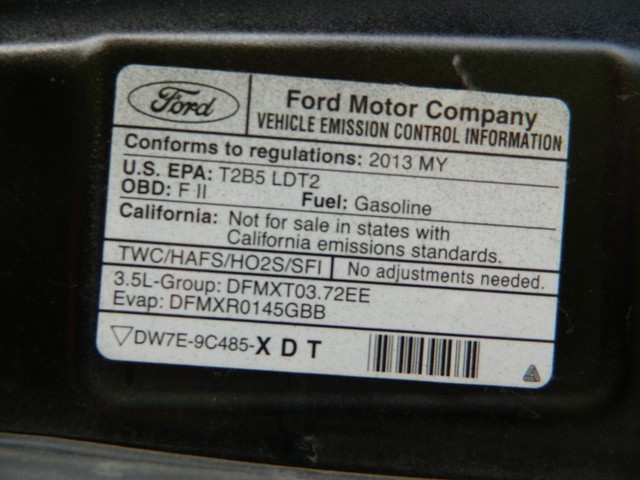 Ford
Ford Motor Company
VEHICLE EMISSION CONTROL INFORMATION
Conforms to regulations: 2013 MY
U.S. EPA: T2B5 LDT2
OBD: F II Fuel: Gasoline
California: Not for sale in states with
California emissions standards.
TWC/HAFS/HO2S/SFI No adjustments needed.
3.5L-Group: DFMXT03.72EE
Evap: DFMXR0145GBB
DW7E-9C485-X D T